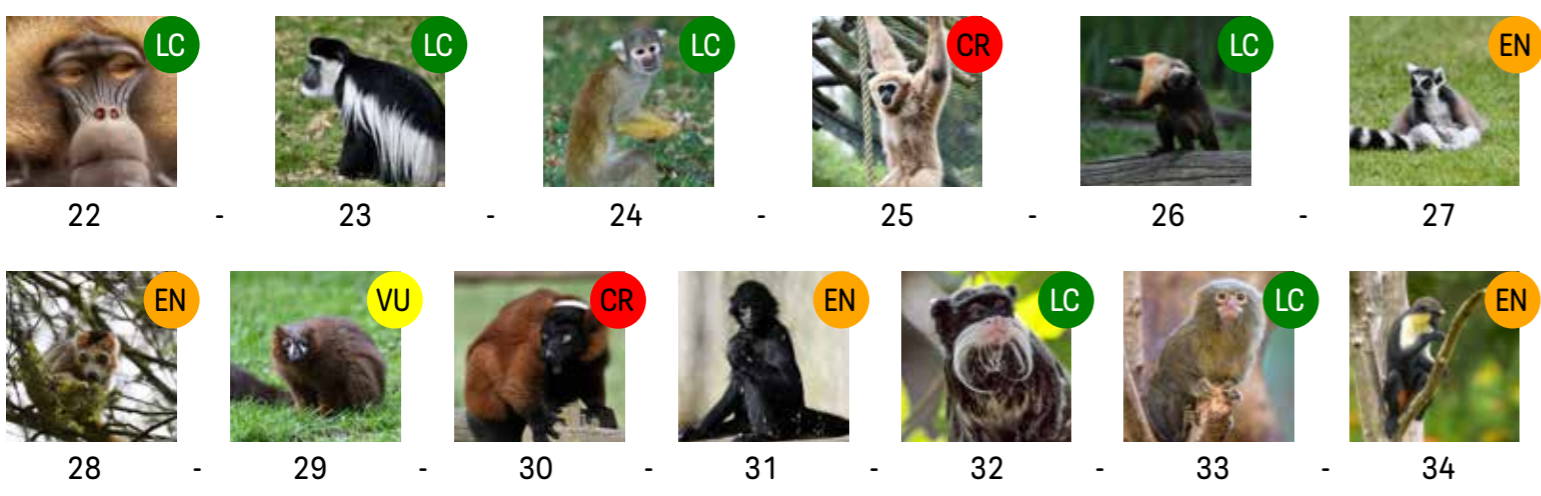 LC LC LC CR LC EN
22 - 23 - 24 - 25 - 26 - 27
EN VU CR EN LC LC EN
28 - 29 - 30 - 31 - 32 - 33 - 34